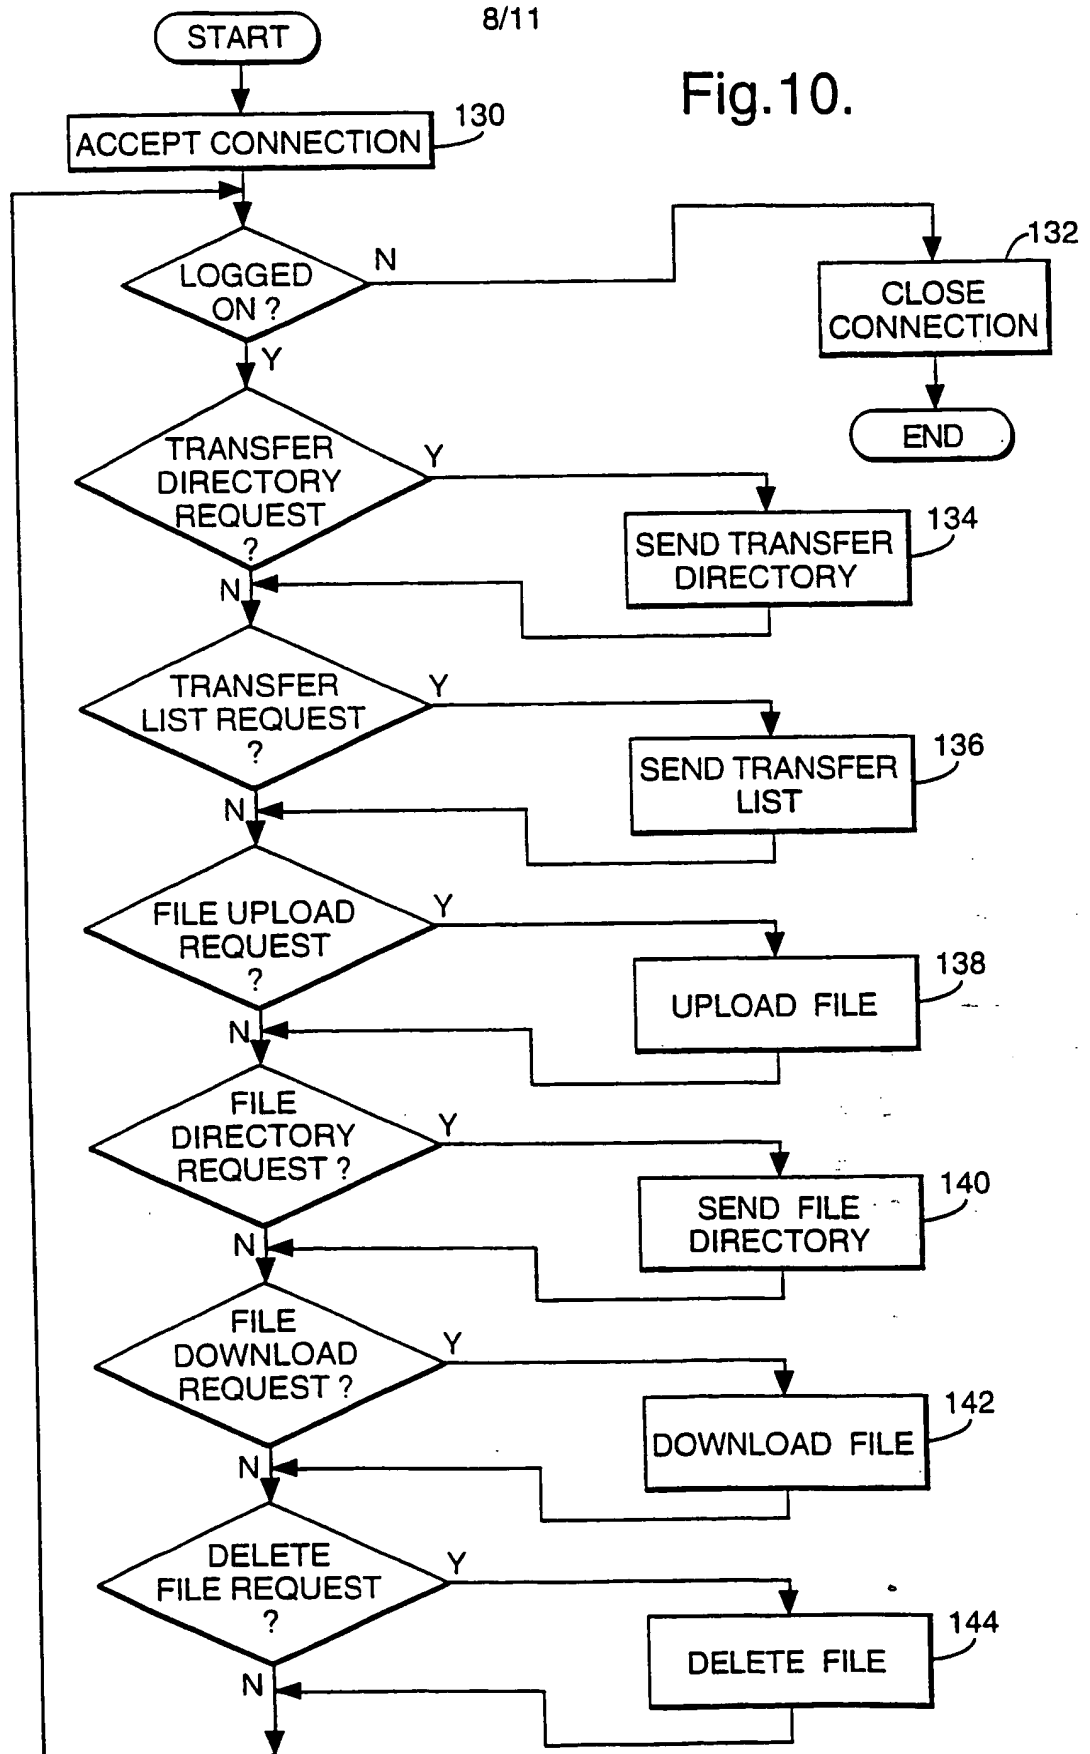 8/11
START
Fig.10.
130
ACCEPT CONNECTION
N
132
LOGGED
ON ?
CLOSE
CONNECTION
Y
END
TRANSFER
DIRECTORY
REQUEST
?
Y
134
SEND TRANSFER
DIRECTORY
N
TRANSFER
LIST REQUEST
?
Y
136
SEND TRANSFER
LIST
N
FILE UPLOAD
REQUEST
?
Y
138
UPLOAD FILE
N
FILE
DIRECTORY
REQUEST ?
Y
140
SEND FILE
DIRECTORY
N
FILE
DOWNLOAD
REQUEST ?
Y
142
DOWNLOAD FILE
N
DELETE
FILE REQUEST
?
Y
144
DELETE FILE
N